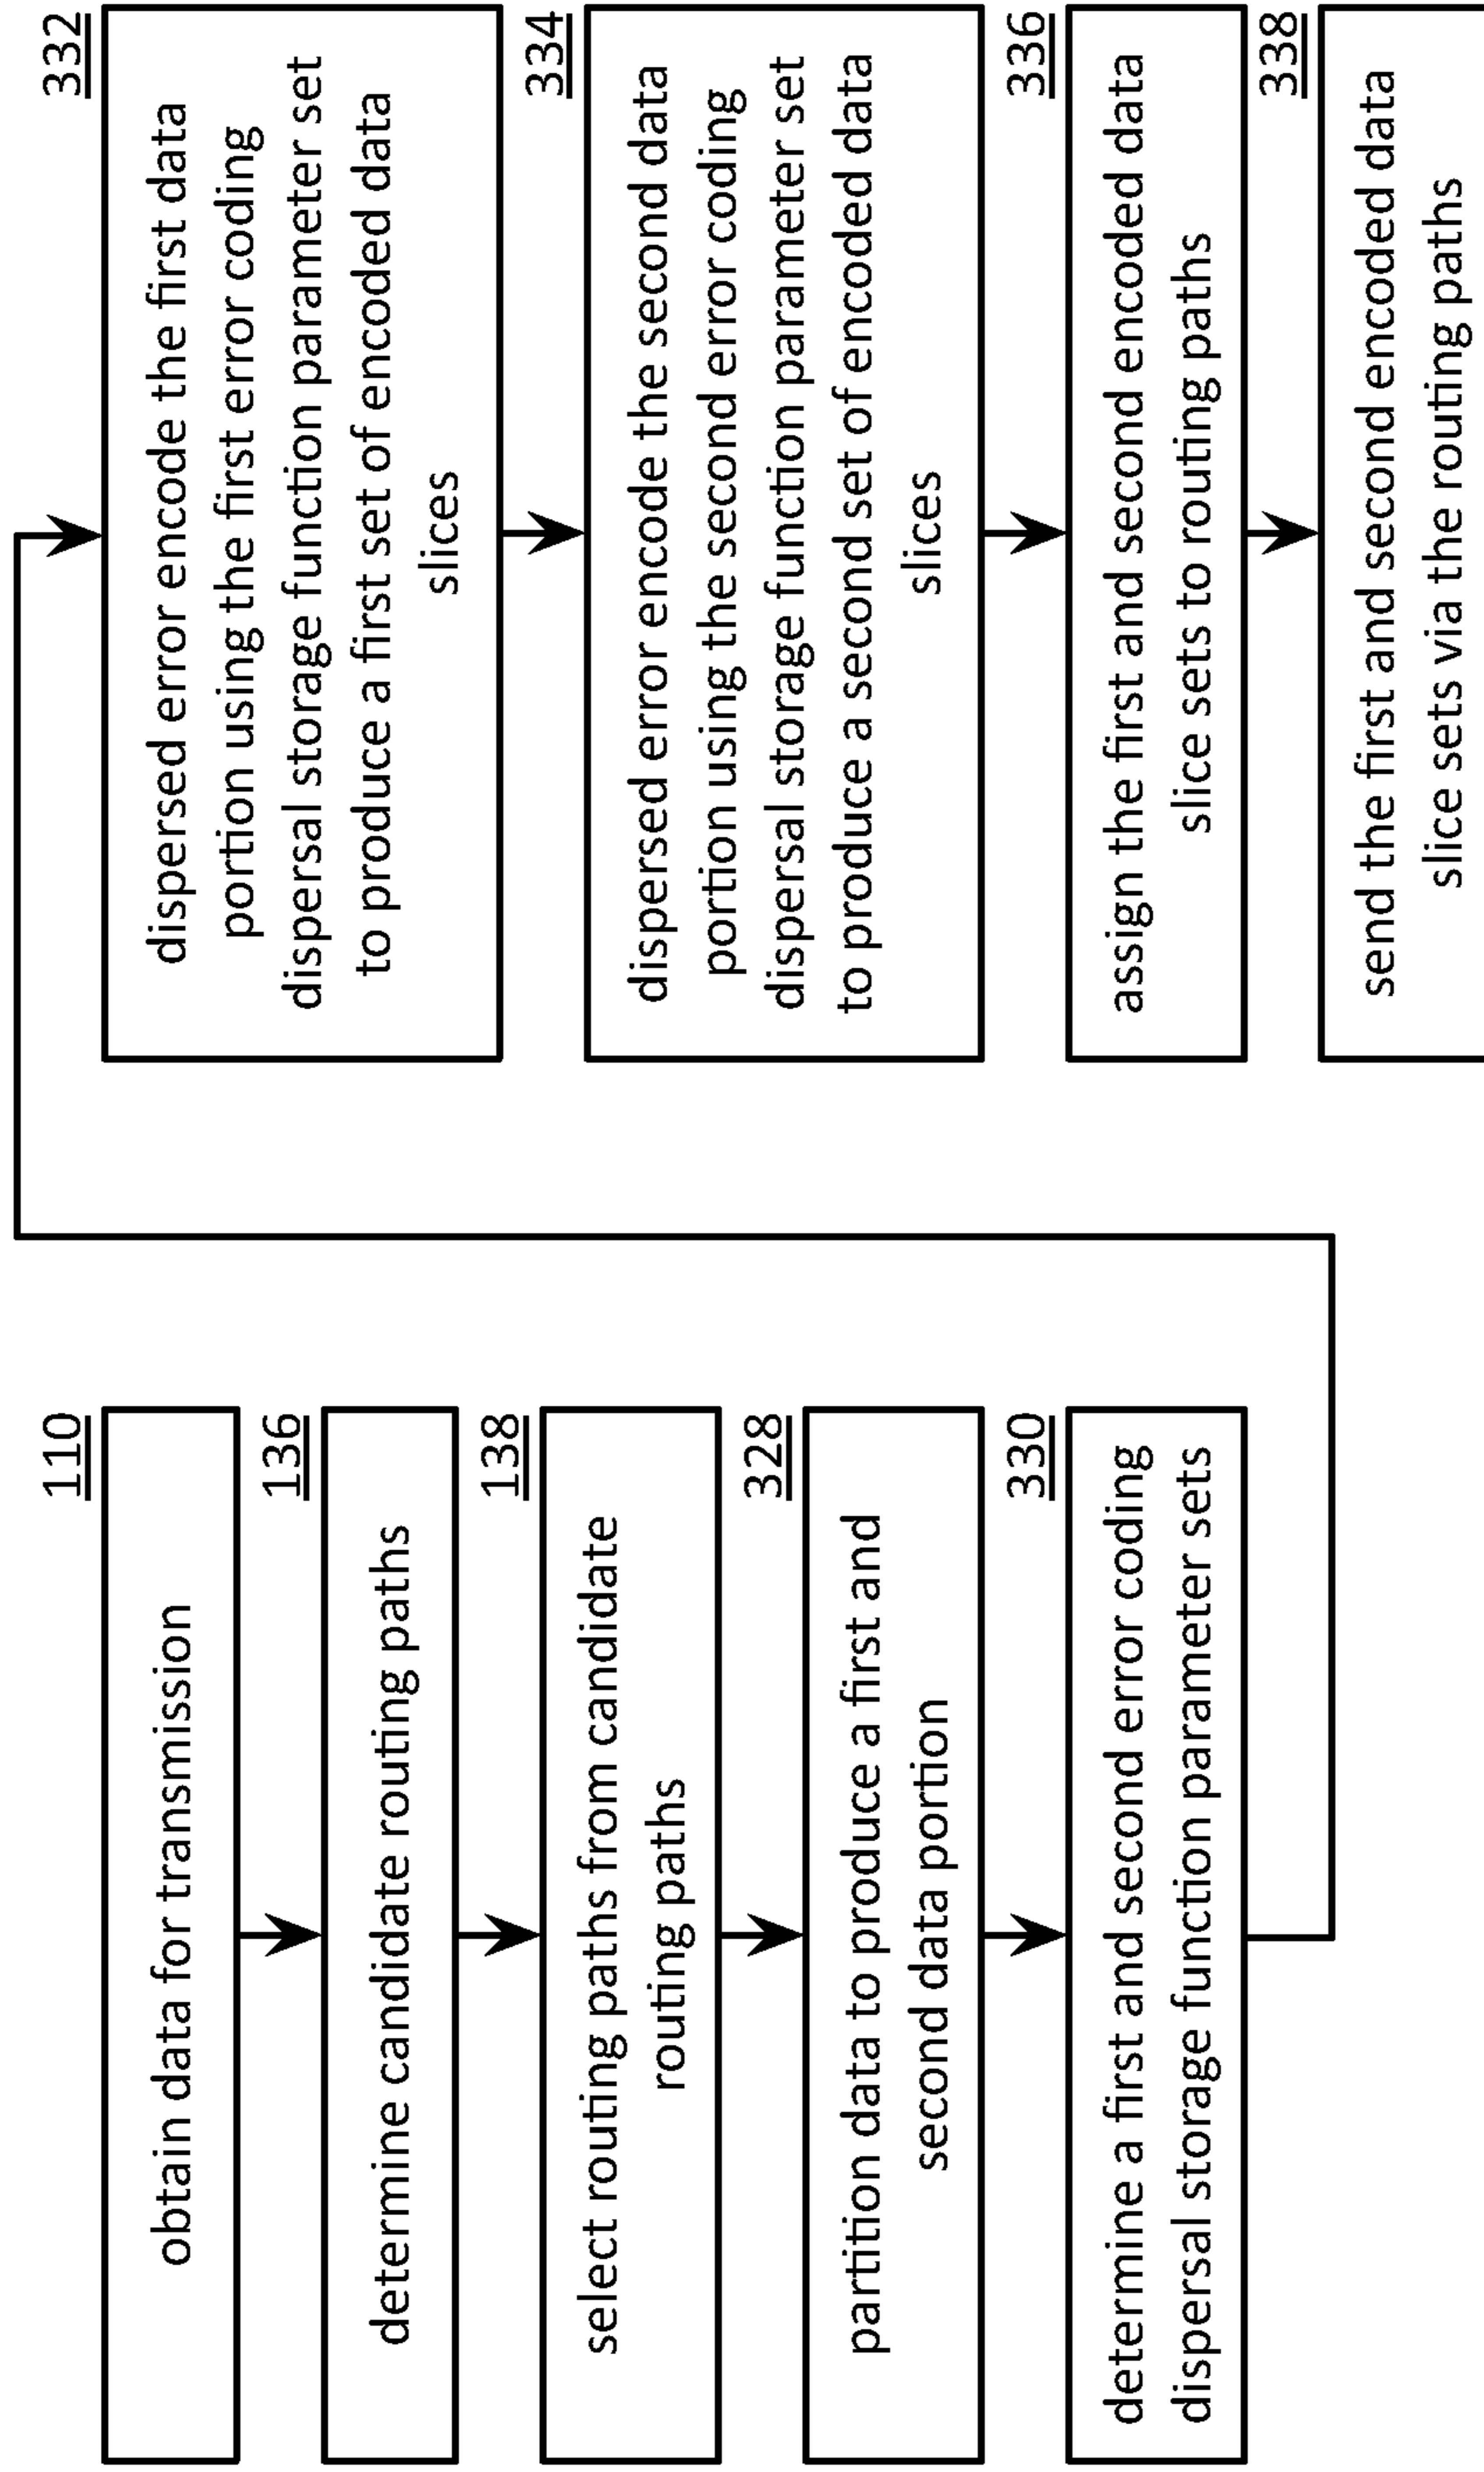 110
obtain data for transmission
136
determine candidate routing paths
138
select routing paths from candidate
routing paths
328
partition data to produce a first and
second data portion
330
determine a first and second error coding
dispersal storage function parameter sets
332
dispersed error encode the first data
portion using the first error coding
dispersal storage function parameter set
to produce a first set of encoded data
slices
334
dispersed error encode the second data
portion using the second error coding
dispersal storage function parameter set
to produce a second set of encoded data
slices
336
assign the first and second encoded data
slice sets to routing paths
338
send the first and second encoded data
slice sets via the routing paths